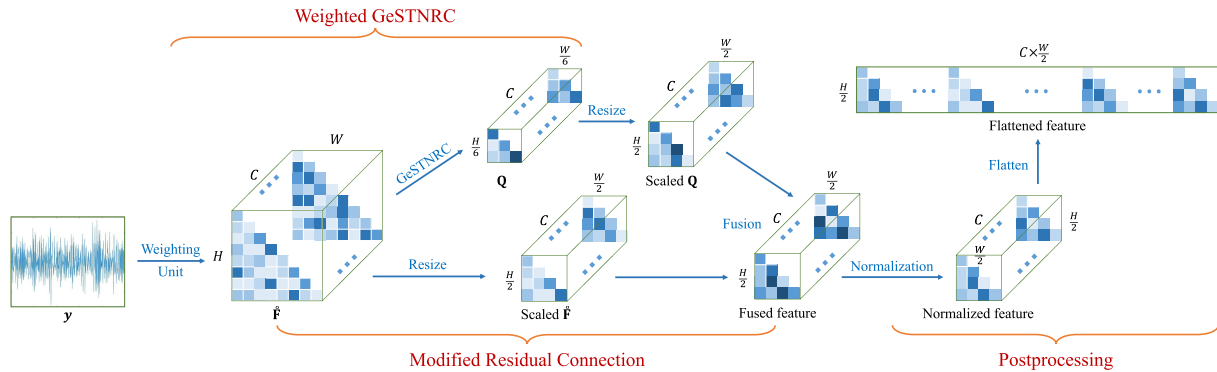 Weighted GeSTNRC
W/6
C
H/6
Q
Resize
W/2
C
H/2
Scaled Q
C×W/2
H/2
Flattened feature
Flatten
W
C
H
F̊
GeSTNRC
y
Weighting
Unit
Resize
W/2
C
H/2
Scaled F̊
Fusion
W/2
C
H/2
Fused feature
Normalization
W/2
C
H/2
W/2
Normalized feature
Modified Residual Connection
Postprocessing